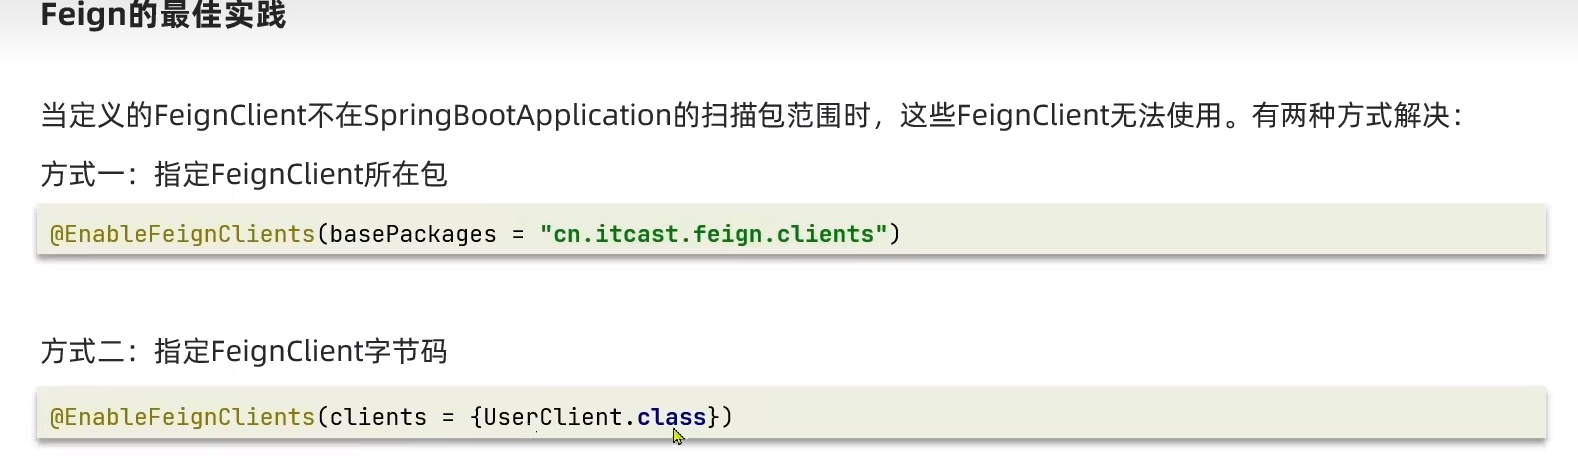 Feign的最佳实践
当定义的FeignClient不在SpringBootApplication的扫描包范围时，这些FeignClient无法使用。有两种方式解决：
方式一：指定FeignClient所在包
@EnableFeignClients(basePackages = "cn.itcast.feign.clients")
方式二：指定FeignClient字节码
@EnableFeignClients(clients = {UserClient.class})